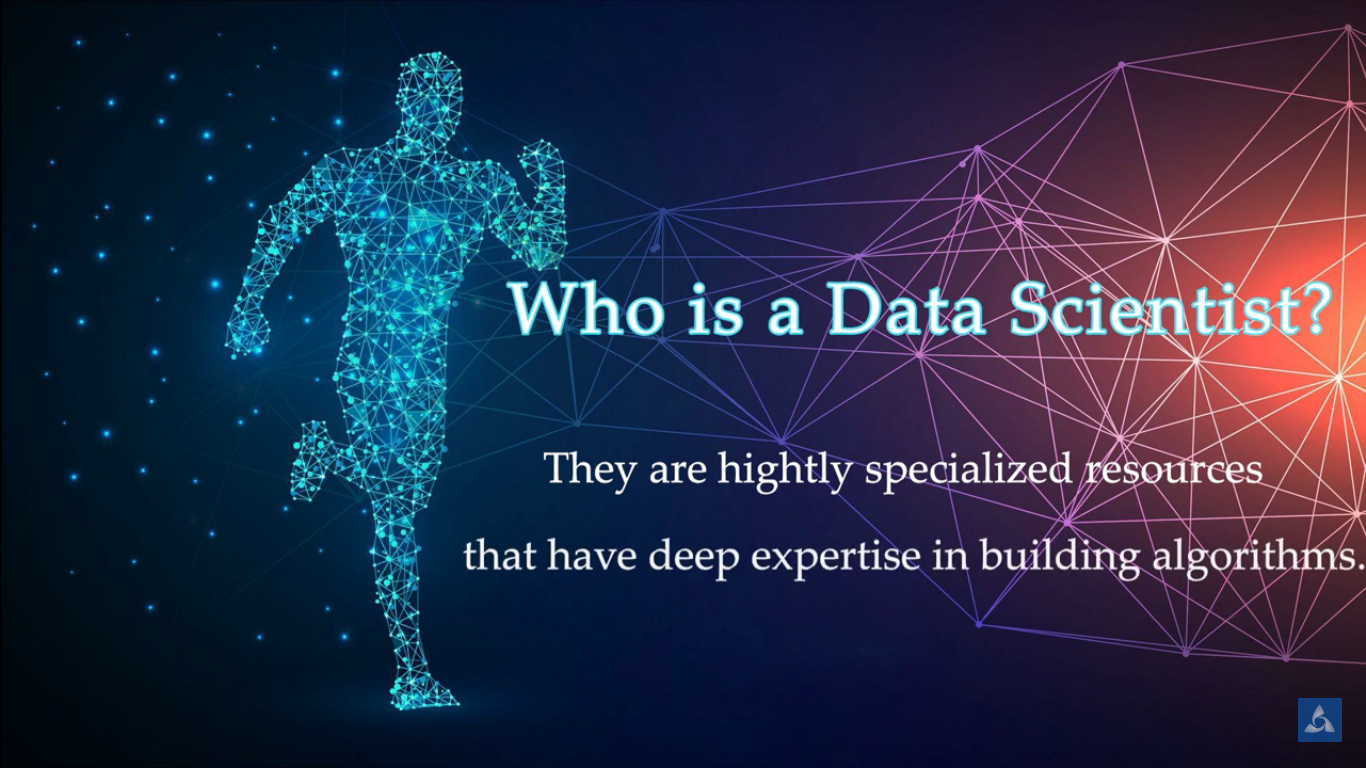 Who is a Data Scientist?
They are hightly specialized resources
that have deep expertise in building algorithms.